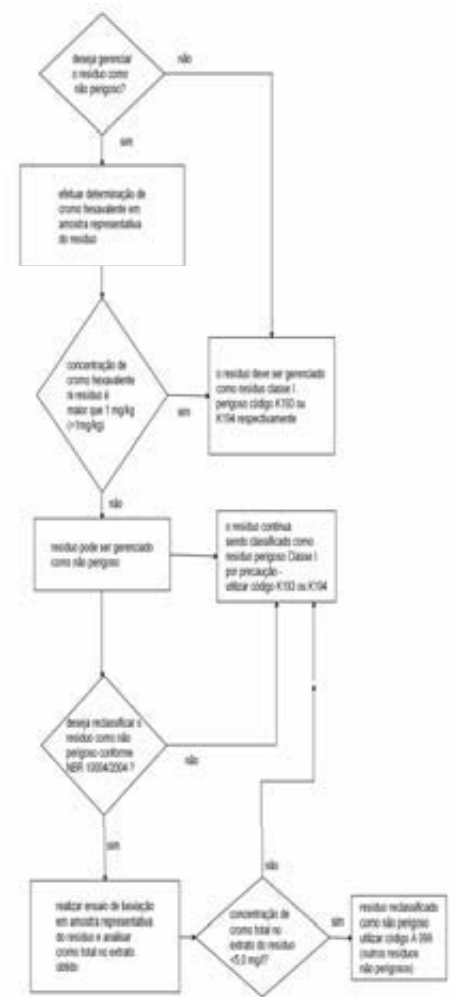 deseja gerenciar
o resíduo como
não perigoso?
não
sim
efetuar determinação de
cromo hexavalente em
amostra representativa
do resíduo
concentração de
cromo hexavalente
no resíduo é
maior que 1 mg/kg
(>1mg/kg)
sim
o resíduo deve ser gerenciado
como resíduo classe I
perigoso código K193 ou
K194 respectivamente
não
resíduo pode ser gerenciado
como não perigoso
o resíduo continua
sendo classificado como
resíduo perigoso Classe I
por precaução -
utilizar código K193 ou K194
deseja reclassificar o
resíduo como não
perigoso conforme
NBR 10004/2004 ?
não
sim
realizar ensaio de lixiviação
em amostra representativa
do resíduo e analisar
cromo total no extrato
obtido
não
concentração de
cromo total no
extrato do resíduo
<5,0 mg/l?
sim
resíduo reclassificado
como não perigoso
utilizar código A 099
(outros resíduos
não perigosos)